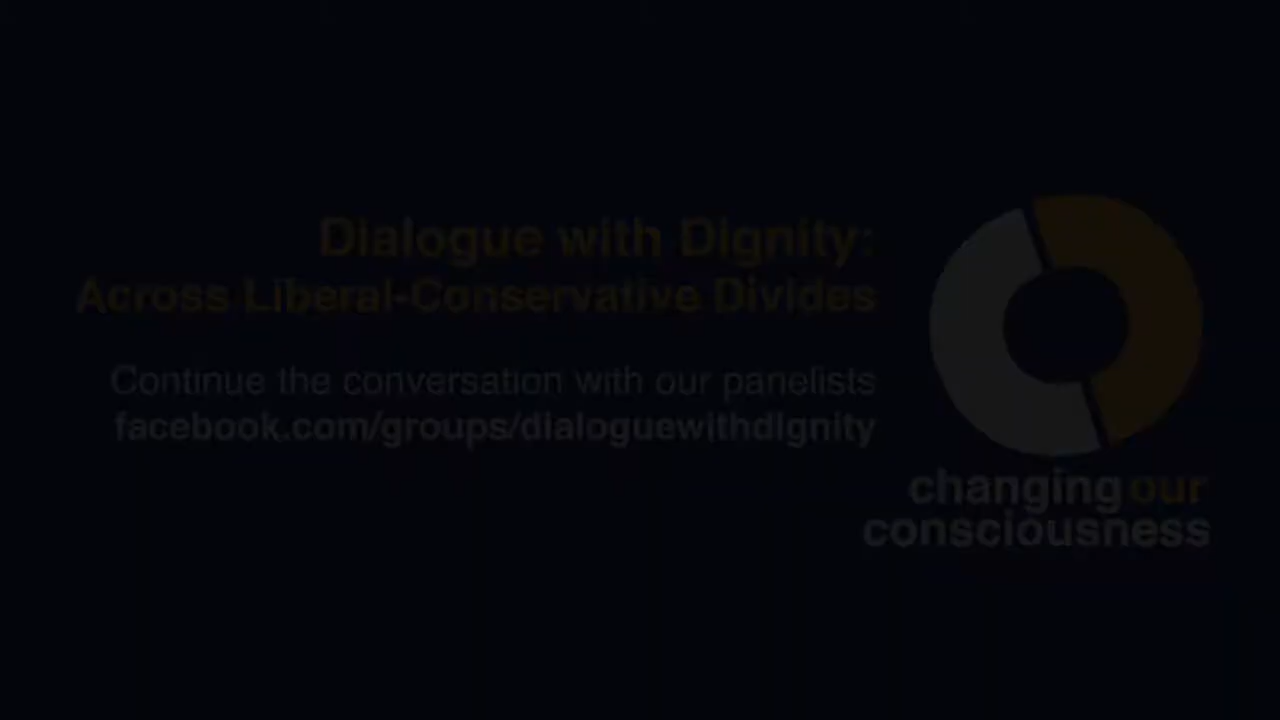 Dialogue with Dignity:
Across Liberal-Conservative Divides
Continue the conversation with our panelists
facebook.com/groups/dialoguewithdignity
changing our
consciousness